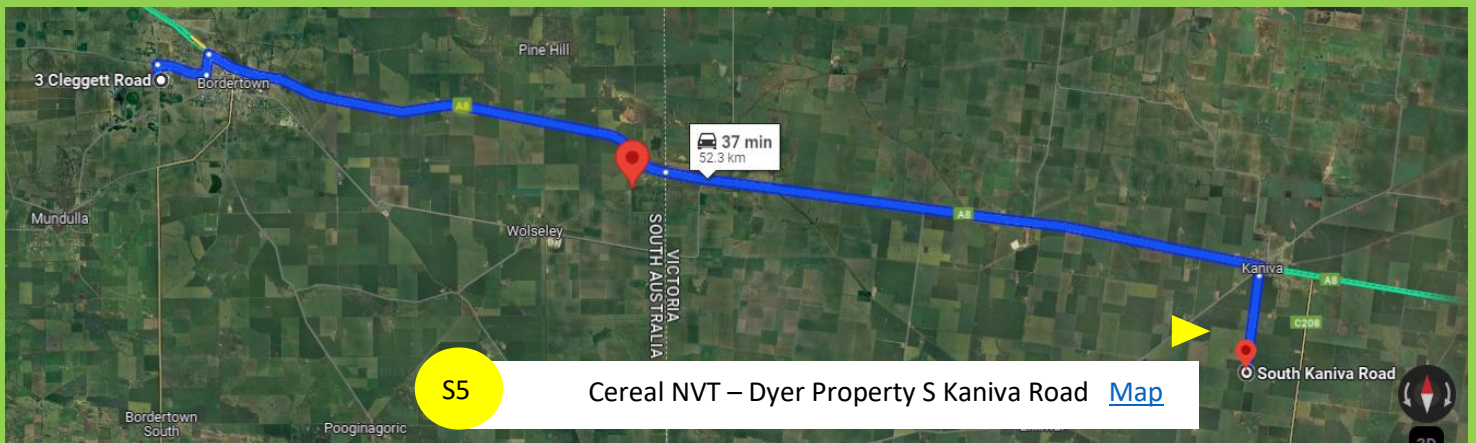 Pine Hill
3 Cleggett Road
Bordertown
A8
37 min
52.3 km
Mundulla
Wolseley
SOUTH AUSTRALIA
VICTORIA
A8
Kaniva
A8
C208
S5
Cereal NVT – Dyer Property S Kaniva Road Map
South Kaniva Road
Bordertown
South
Pooginagoric